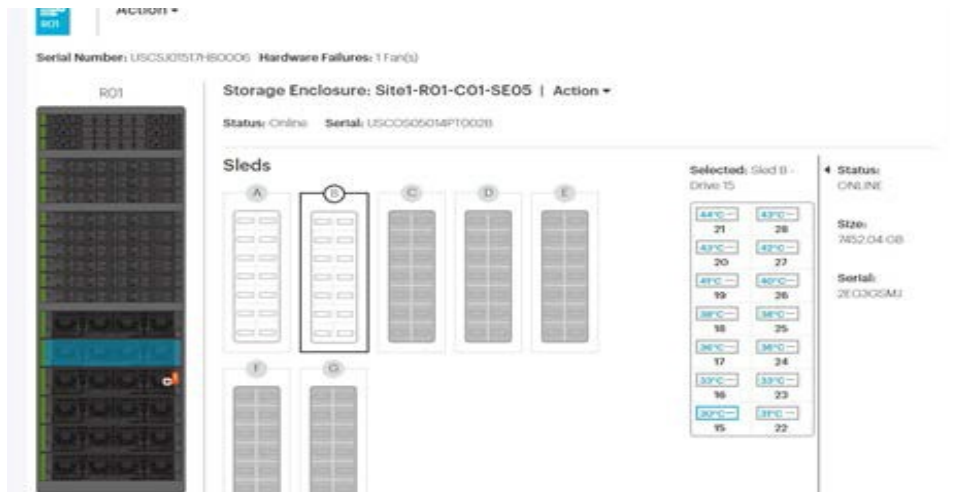 R01
Action
Serial Number: Hardware Failures: 1 Fan(s)
R01
Storage Enclosure: Site1-R01-C01-SE05 | Action
Status: Online Serial:
Sleds
A B C D E
F G
Selected: Sled B - Drive 15
44°C 43°C
21 28
43°C 42°C
20 27
41°C 40°C
19 26
38°C 38°C
18 25
36°C 36°C
17 24
33°C 33°C
16 23
30°C 31°C
15 22
Status:
ONLINE
Size:
7452.04 GB
Serial: